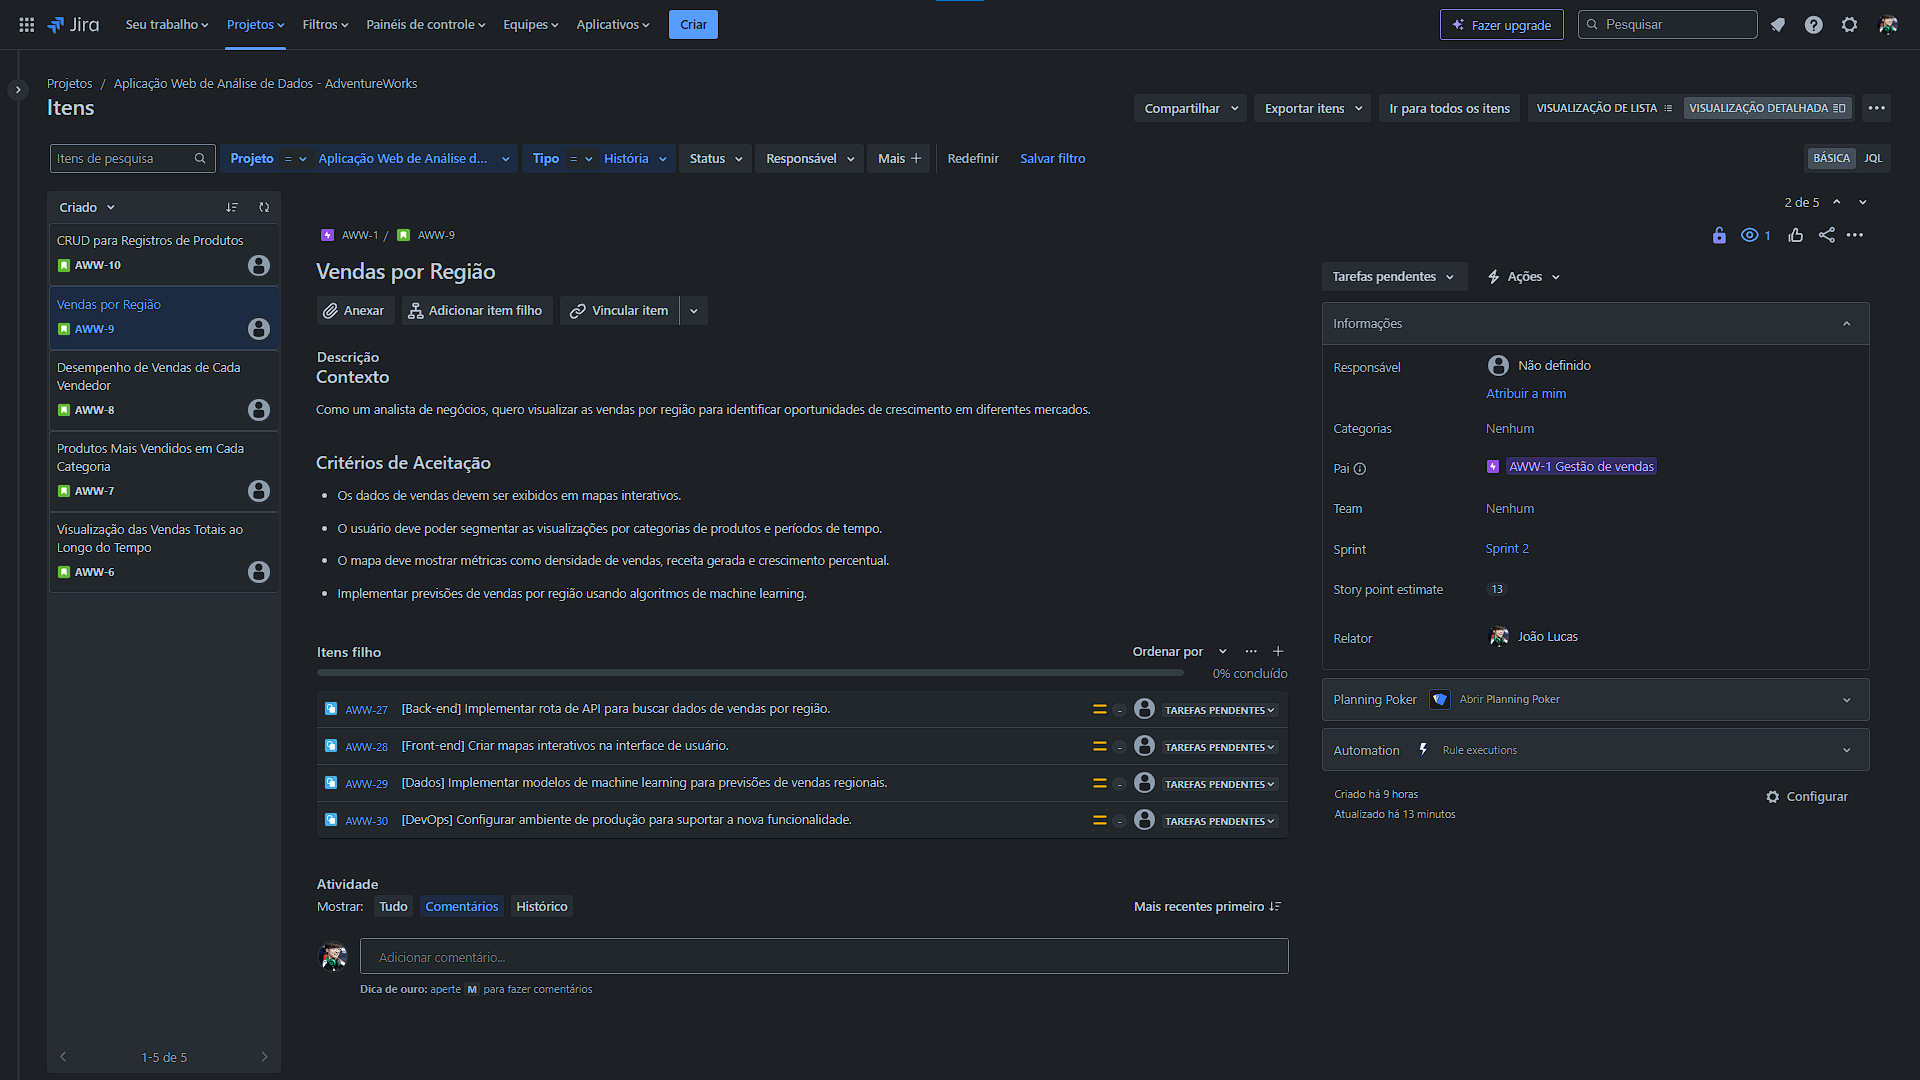 Jira
Seu trabalho
Projetos
Filtros
Painéis de controle
Equipes
Aplicativos
Criar
Fazer upgrade
Pesquisar
Projetos / Aplicação Web de Análise de Dados - AdventureWorks
Itens
Compartilhar
Exportar itens
Ir para todos os itens
VISUALIZAÇÃO DE LISTA
VISUALIZAÇÃO DETALHADA
Itens de pesquisa
Projeto = Aplicação Web de Análise d...
Tipo = História
Status
Responsável
Mais
Redefinir
Salvar filtro
BÁSICA
JQL
Criado
CRUD para Registros de Produtos
AWW-10
Vendas por Região
AWW-9
Desempenho de Vendas de Cada
Vendedor
AWW-8
Produtos Mais Vendidos em Cada
Categoria
AWW-7
Visualização das Vendas Totais ao
Longo do Tempo
AWW-6
1-5 de 5
2 de 5
AWW-1 / AWW-9
1
Vendas por Região
Anexar
Adicionar item filho
Vincular item
Descrição
Contexto
Como um analista de negócios, quero visualizar as vendas por região para identificar oportunidades de crescimento em diferentes mercados.
Critérios de Aceitação
• Os dados de vendas devem ser exibidos em mapas interativos.
• O usuário deve poder segmentar as visualizações por categorias de produtos e períodos de tempo.
• O mapa deve mostrar métricas como densidade de vendas, receita gerada e crescimento percentual.
• Implementar previsões de vendas por região usando algoritmos de machine learning.
Itens filho
Ordenar por
0% concluído
AWW-27 [Back-end] Implementar rota de API para buscar dados de vendas por região. - TAREFAS PENDENTES
AWW-28 [Front-end] Criar mapas interativos na interface de usuário. - TAREFAS PENDENTES
AWW-29 [Dados] Implementar modelos de machine learning para previsões de vendas regionais. - TAREFAS PENDENTES
AWW-30 [DevOps] Configurar ambiente de produção para suportar a nova funcionalidade. - TAREFAS PENDENTES
Atividade
Mostrar: Tudo Comentários Histórico
Mais recentes primeiro
Adicionar comentário...
Dica de ouro: aperte M para fazer comentários
Tarefas pendentes
Ações
Informações
Responsável
Não definido
Atribuir a mim
Categorias
Nenhum
Pai
AWW-1 Gestão de vendas
Team
Nenhum
Sprint
Sprint 2
Story point estimate
13
Relator
João Lucas
Planning Poker
Abrir Planning Poker
Automation
Rule executions
Criado há 9 horas
Atualizado há 13 minutos
Configurar